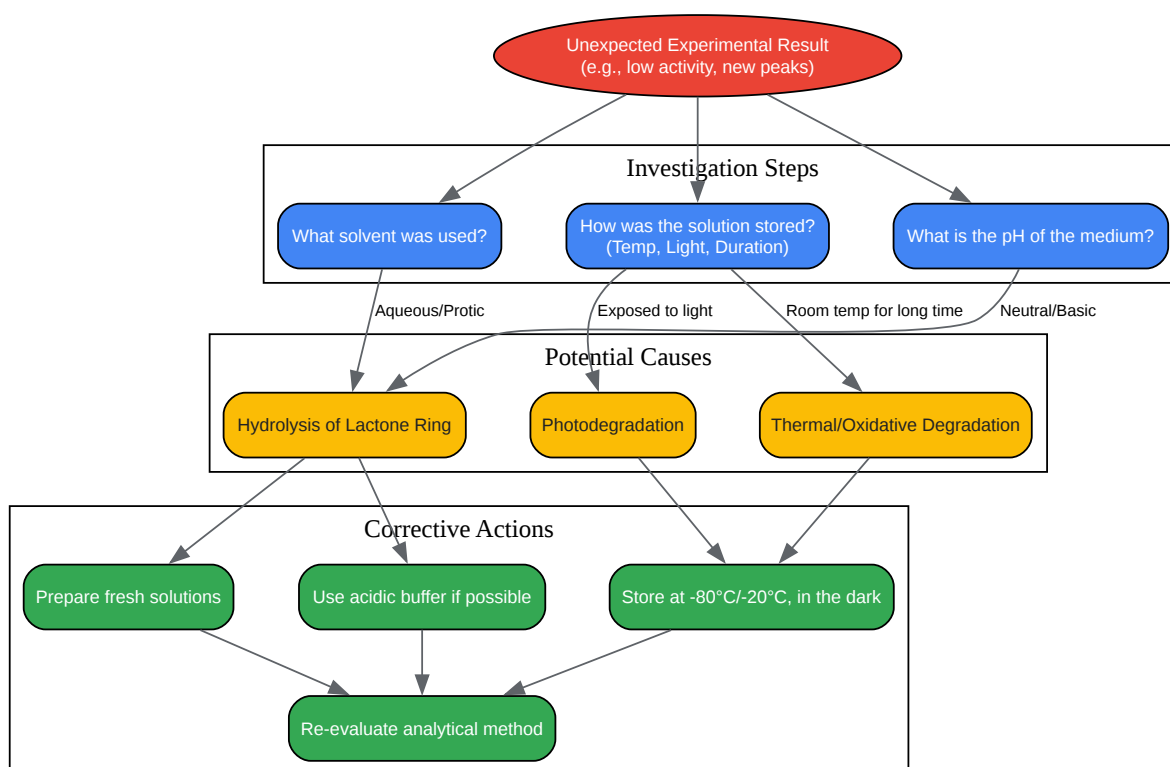 Unexpected Experimental Result
(e.g., low activity, new peaks)
Investigation Steps
What solvent was used?
How was the solution stored?
(Temp, Light, Duration)
What is the pH of the medium?
Aqueous/Protic
Exposed to light
Room temp for long time
Neutral/Basic
Potential Causes
Hydrolysis of Lactone Ring
Photodegradation
Thermal/Oxidative Degradation
Corrective Actions
Prepare fresh solutions
Use acidic buffer if possible
Store at -80°C/-20°C, in the dark
Re-evaluate analytical method